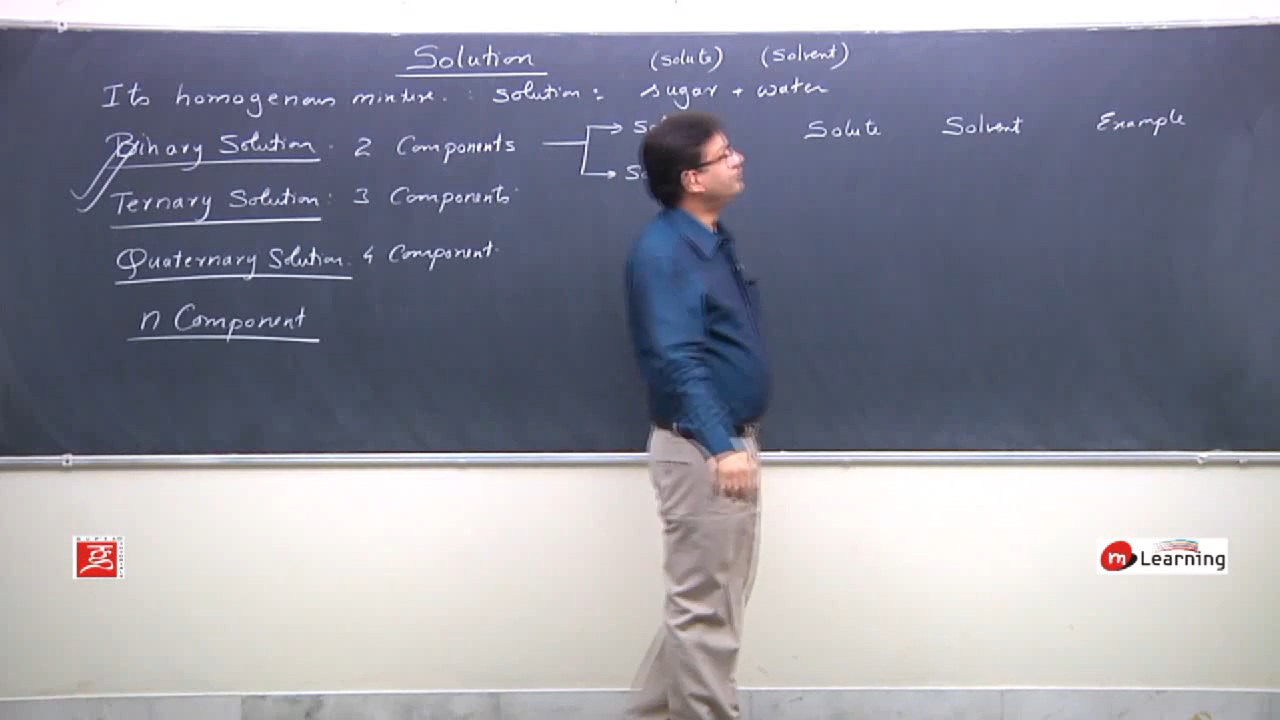 Solution (solute) (Solvent)
Its homogenous mixture. : solution: sugar + water
Binary Solution. 2 Components
Solute Solvent Example
Ternary Solution: 3 Components
Quaternary Solution. 4 Component.
n Component
GUPTA
m Learning